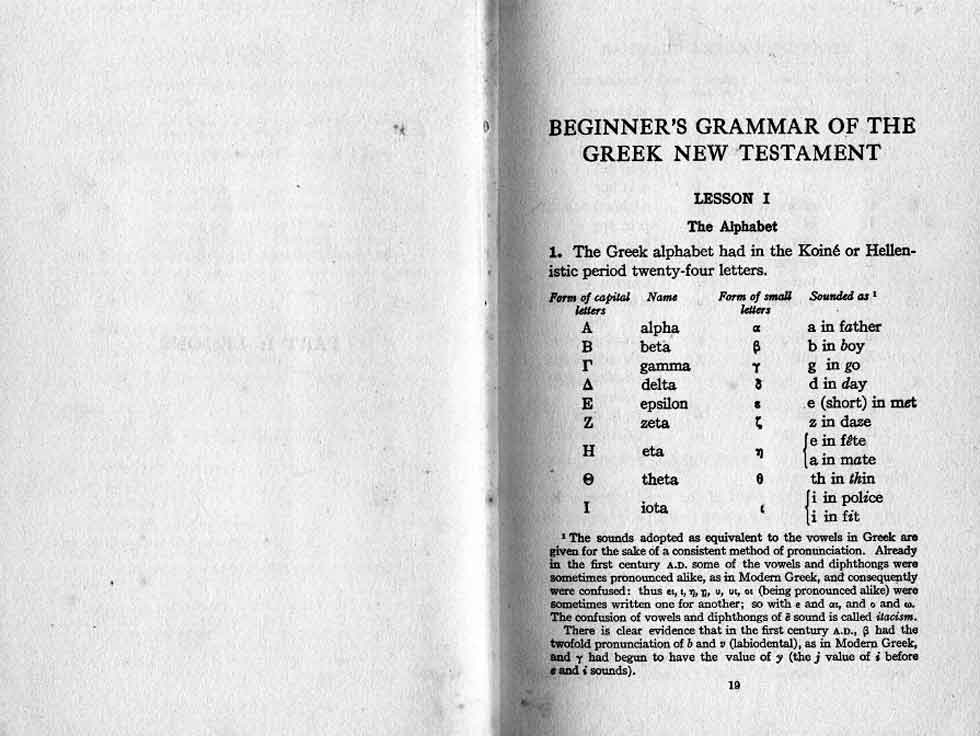 BEGINNER'S GRAMMAR OF THE
GREEK NEW TESTAMENT
LESSON I
The Alphabet
1. The Greek alphabet had in the Koiné or Hellen-
istic period twenty-four letters.
Form of capital letters Name Form of small letters Sounded as ¹
Α alpha α a in father
Β beta β b in boy
Γ gamma γ g in go
Δ delta δ d in day
Ε epsilon ε e (short) in met
Ζ zeta ζ z in daze
Η eta η { e in fête
a in mate
Θ theta θ th in thin
Ι iota ι { i in police
i in fit
¹ The sounds adopted as equivalent to the vowels in Greek are
given for the sake of a consistent method of pronunciation. Already
in the first century A.D. some of the vowels and diphthongs were
sometimes pronounced alike, as in Modern Greek, and consequently
were confused: thus ει, ι, η, ῃ, υ, υι, οι (being pronounced alike) were
sometimes written one for another; so with ε and αι, and ο and ω.
The confusion of vowels and diphthongs of ē sound is called itacism.
There is clear evidence that in the first century A.D., β had the
twofold pronunciation of b and v (labiodental), as in Modern Greek,
and γ had begun to have the value of y (the j value of i before
e and i sounds).
19